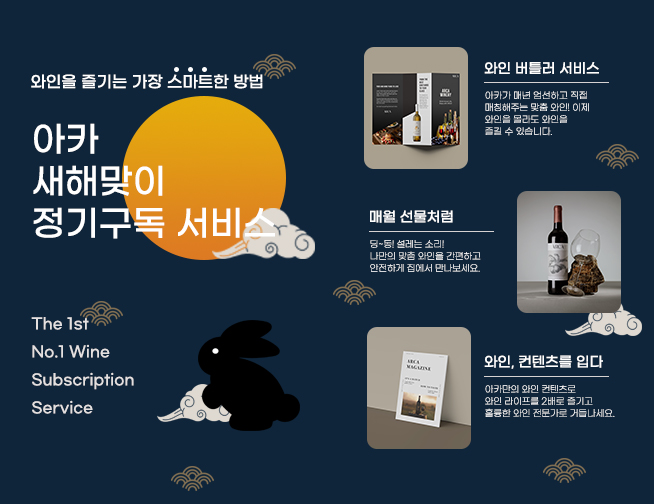 와인을 즐기는 가장 스마트한 방법
아카
새해맞이
정기구독 서비스
The 1st
No.1 Wine
Subscription
Service
와인 버틀러 서비스
아카가 매년 엄선하고 직접
매칭해주는 맞춤 와인! 이제
와인을 몰라도 와인을
즐길 수 있습니다.
매월 선물처럼
딩~동! 설레는 소리!
나만의 맞춤 와인을 간편하고
안전하게 집에서 만나보세요.
ARCA
MAGAZINE
와인, 컨텐츠를 입다
아카만의 와인 컨텐츠로
와인 라이프를 2배로 즐기고
훌륭한 와인 전문가로 거듭나세요.